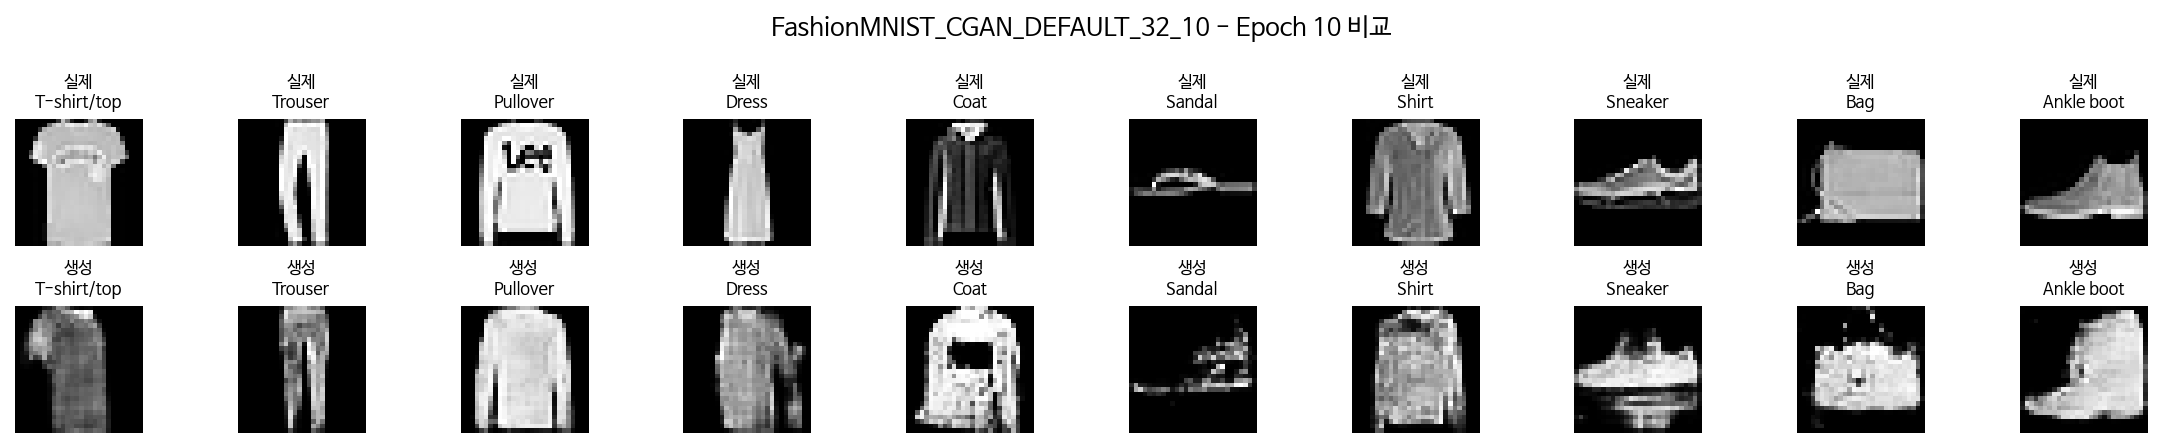 FashionMNIST_CGAN_DEFAULT_32_10 - Epoch 10 비교
실제 실제 실제 실제 실제 실제 실제 실제 실제 실제
T-shirt/top Trouser Pullover Dress Coat Sandal Shirt Sneaker Bag Ankle boot
Lee
생성 생성 생성 생성 생성 생성 생성 생성 생성 생성
T-shirt/top Trouser Pullover Dress Coat Sandal Shirt Sneaker Bag Ankle boot